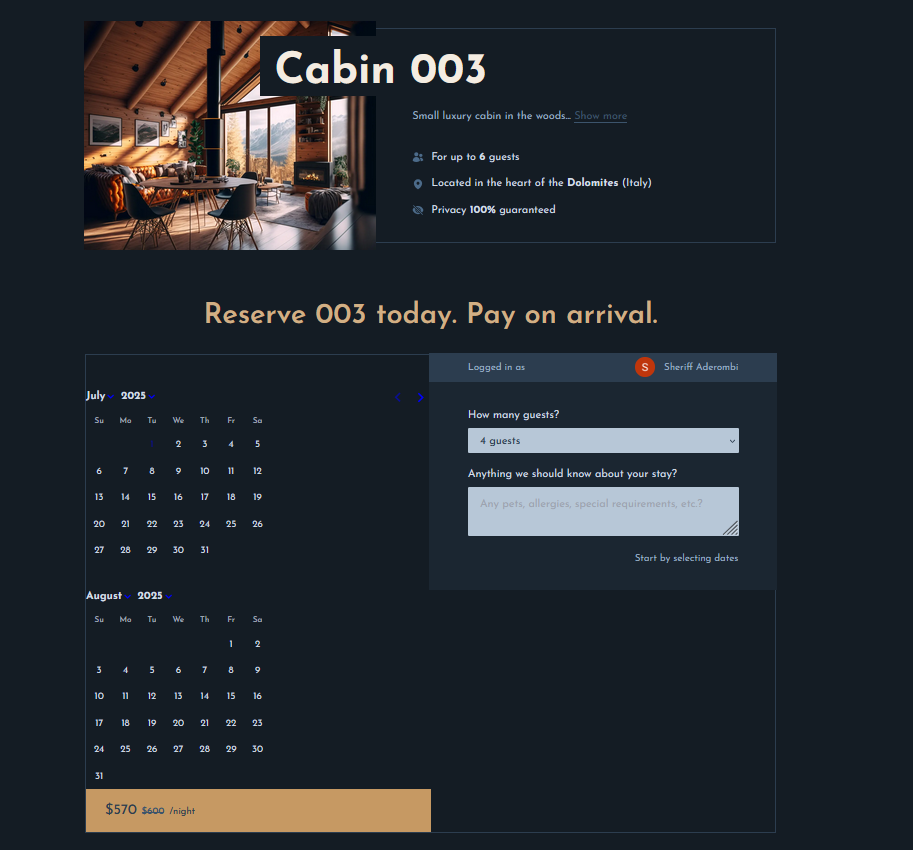 Cabin 003
Small luxury cabin in the woods... Show more
For up to 6 guests
Located in the heart of the Dolomites (Italy)
Privacy 100% guaranteed
Reserve 003 today. Pay on arrival.
July 2025
Su Mo Tu We Th Fr Sa
1 2 3 4 5
6 7 8 9 10 11 12
13 14 15 16 17 18 19
20 21 22 23 24 25 26
27 28 29 30 31
August 2025
Su Mo Tu We Th Fr Sa
1 2
3 4 5 6 7 8 9
10 11 12 13 14 15 16
17 18 19 20 21 22 23
24 25 26 27 28 29 30
31
$570 $600 /night
Logged in as S Sheriff Aderombi
How many guests?
4 guests
Anything we should know about your stay?
Any pets, allergies, special requirements, etc.?
Start by selecting dates